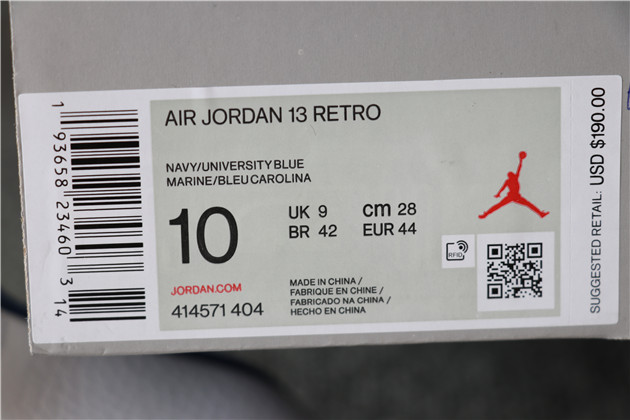 AIR JORDAN 13 RETRO
NAVY/UNIVERSITY BLUE
MARINE/BLEU CAROLINA
10
UK 9
cm 28
BR 42
EUR 44
JORDAN.COM
414571 404
MADE IN CHINA /
FABRIQUE EN CHINE /
FABRICADO NA CHINA /
HECHO EN CHINA
RFID
1 93658 23460 3 14
SUGGESTED RETAIL: USD $190.00